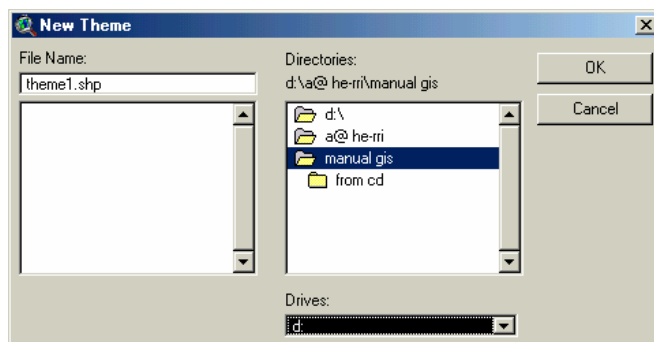 New Theme
File Name:
theme1.shp
Directories:
d:\a@ he-rri\manual gis
d:\
a@ he-rri
manual gis
from cd
Drives:
d:
OK
Cancel